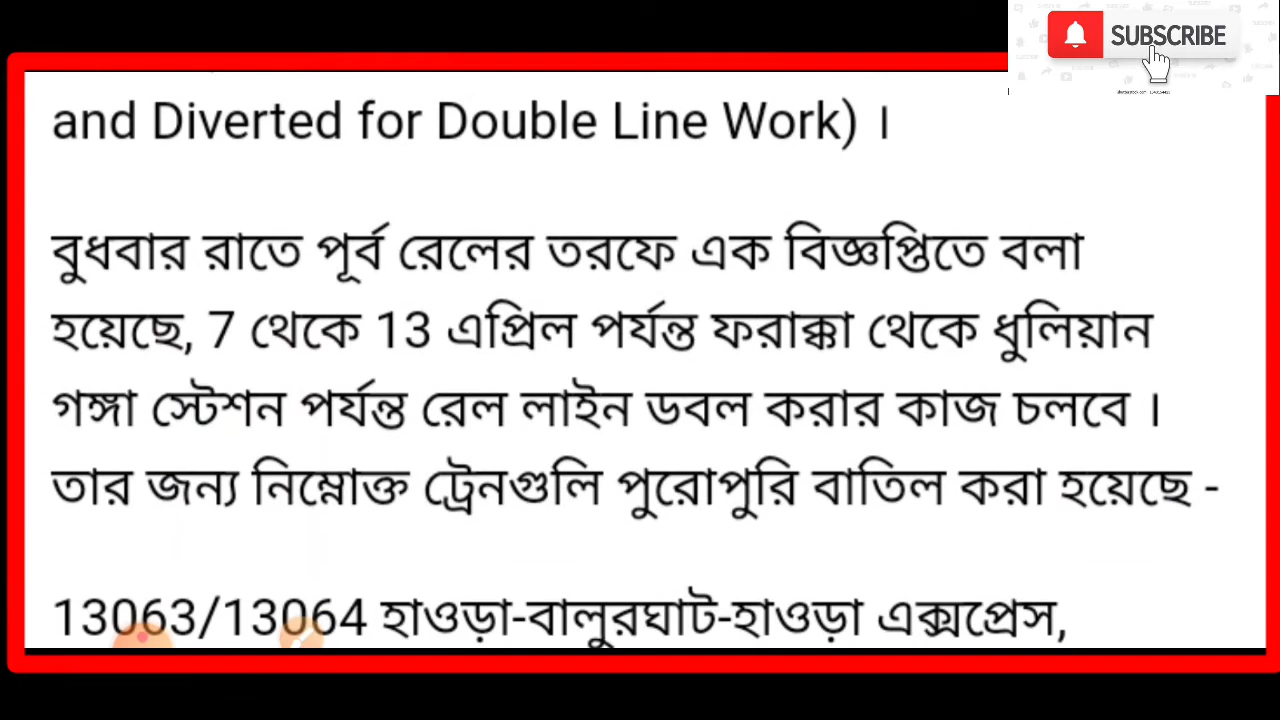 SUBSCRIBE
and Diverted for Double Line Work) ।
বুধবার রাতে পূর্ব রেলের তরফে এক বিজ্ঞপ্তিতে বলা
হয়েছে, 7 থেকে 13 এপ্রিল পর্যন্ত ফরাক্কা থেকে ধুলিয়ান
গঙ্গা স্টেশন পর্যন্ত রেল লাইন ডবল করার কাজ চলবে ।
তার জন্য নিম্নোক্ত ট্রেনগুলি পুরোপুরি বাতিল করা হয়েছে -
13063/13064 হাওড়া-বালুরঘাট-হাওড়া এক্সপ্রেস,